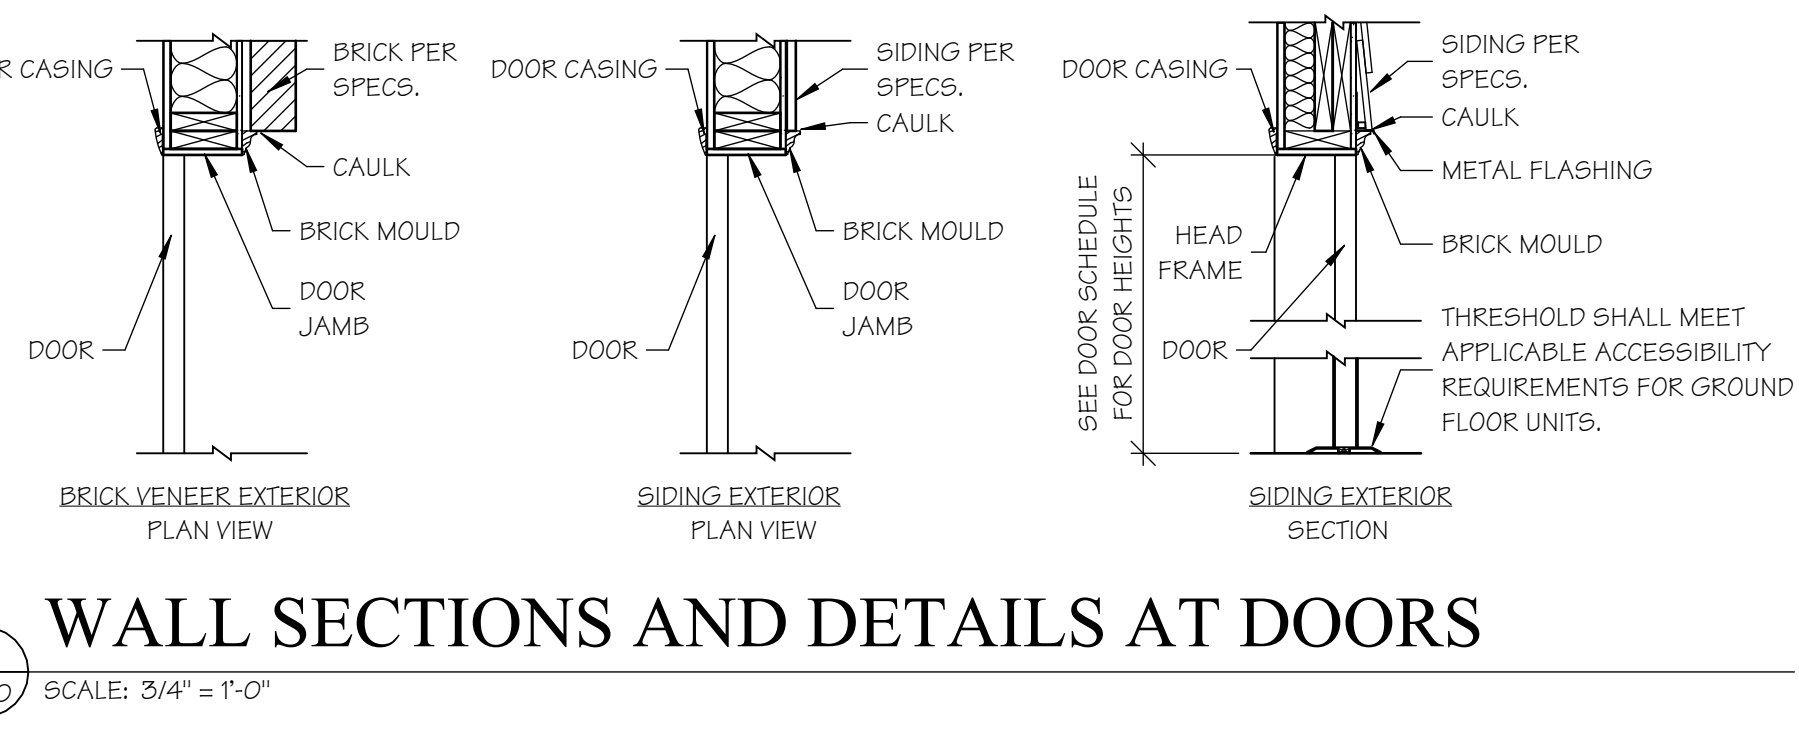 CASING
BRICK PER
SPECS.
CAULK
BRICK MOULD
DOOR
JAMB
DOOR
BRICK VENEER EXTERIOR
PLAN VIEW
DOOR CASING
SIDING PER
SPECS.
CAULK
BRICK MOULD
DOOR
JAMB
DOOR
SIDING EXTERIOR
PLAN VIEW
DOOR CASING
SIDING PER
SPECS.
CAULK
METAL FLASHING
BRICK MOULD
HEAD
FRAME
SEE DOOR SCHEDULE
FOR DOOR HEIGHTS
DOOR
THRESHOLD SHALL MEET
APPLICABLE ACCESSIBILITY
REQUIREMENTS FOR GROUND
FLOOR UNITS.
SIDING EXTERIOR
SECTION
WALL SECTIONS AND DETAILS AT DOORS
SCALE: 3/4" = 1'-0"